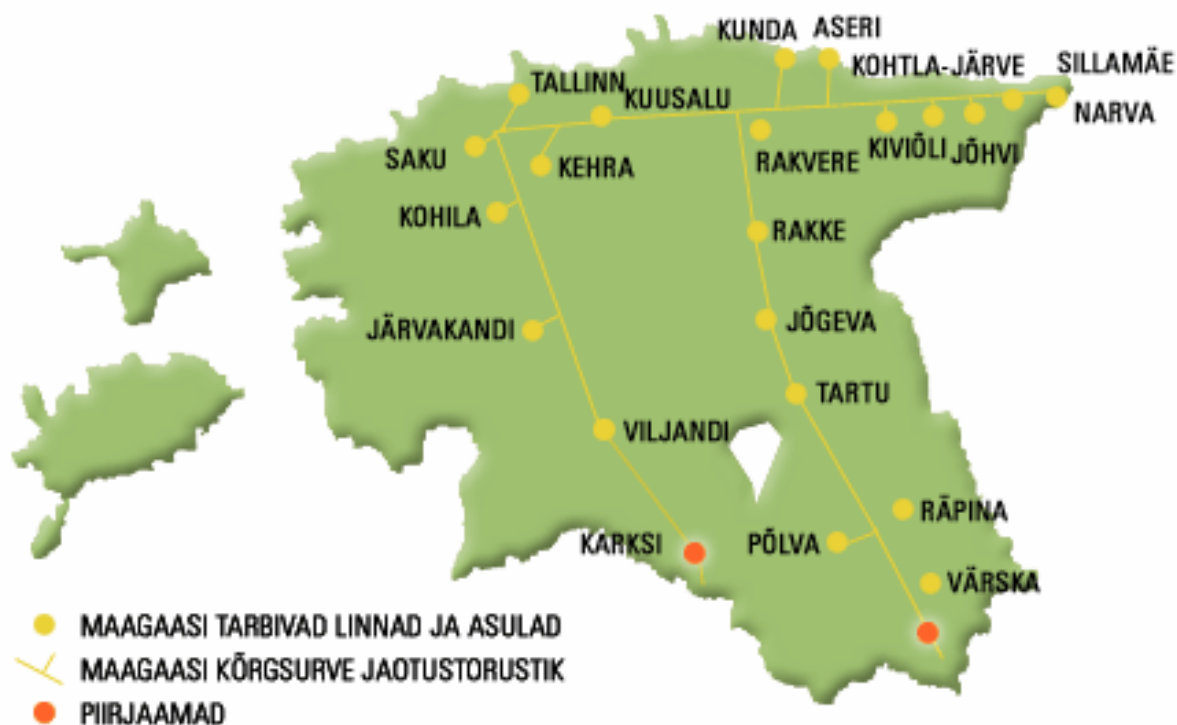 KUNDA
ASERI
KOHTLA-JÄRVE
SILLAMÄE
TALLINN
KUUSALU
NARVA
SAKU
KEHRA
RAKVERE
KIVIÕLI
JÕHVI
KOHILA
RAKKE
JÄRVAKANDI
JÕGEVA
TARTU
VILJANDI
RÄPINA
KARKSI
PÕLVA
VÄRSKA
MAAGAASI TARBIVAD LINNAD JA ASULAD
MAAGAASI KÕRGSURVE JAOTUSTORUSTIK
PIIRJAAMAD